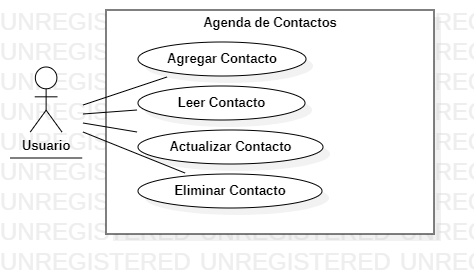 Agenda de Contactos
Agregar Contacto
Leer Contacto
Usuario
Actualizar Contacto
Eliminar Contacto
UNREGISTERED UNREGISTERED UNREGISTERED